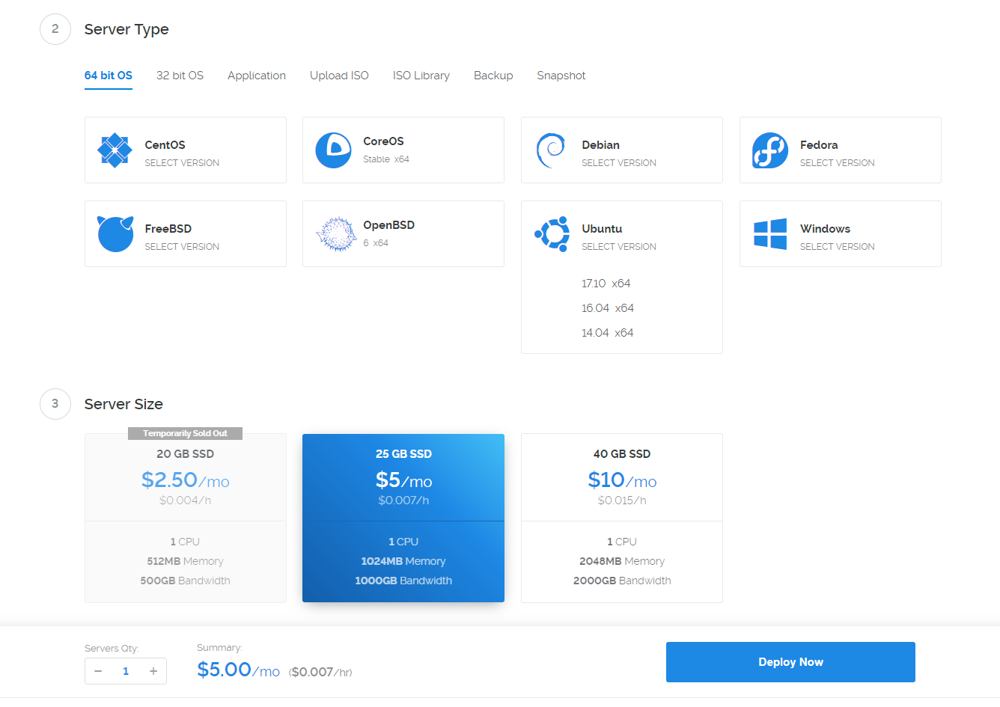 2 Server Type
64 bit OS 32 bit OS Application Upload ISO ISO Library Backup Snapshot
CentOS
SELECT VERSION
CoreOS
Stable x64
Debian
SELECT VERSION
Fedora
SELECT VERSION
FreeBSD
SELECT VERSION
OpenBSD
6 x64
Ubuntu
SELECT VERSION
17.10 x64
16.04 x64
14.04 x64
Windows
SELECT VERSION
3 Server Size
Temporarily Sold Out
20 GB SSD
$2.50/mo
$0.004/h
1 CPU
512MB Memory
500GB Bandwidth
25 GB SSD
$5/mo
$0.007/h
1 CPU
1024MB Memory
1000GB Bandwidth
40 GB SSD
$10/mo
$0.015/h
1 CPU
2048MB Memory
2000GB Bandwidth
Servers Qty:
− 1 +
Summary:
$5.00/mo ($0.007/hr)
Deploy Now